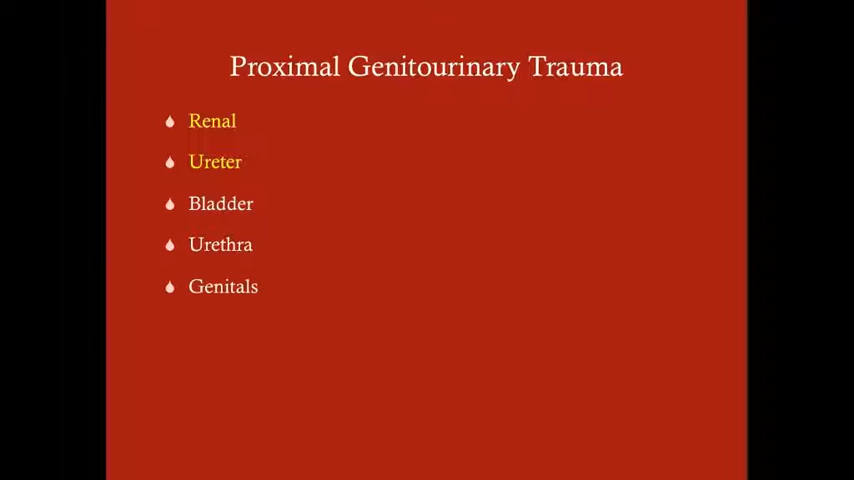 Proximal Genitourinary Trauma
Renal
Ureter
Bladder
Urethra
Genitals